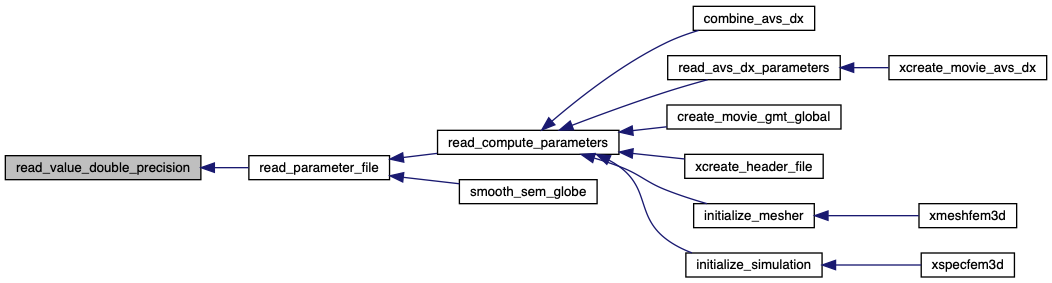 combine_avs_dx
read_avs_dx_parameters
xcreate_movie_avs_dx
create_movie_gmt_global
read_compute_parameters
read_value_double_precision
read_parameter_file
xcreate_header_file
smooth_sem_globe
initialize_mesher
xmeshfem3d
initialize_simulation
xspecfem3d